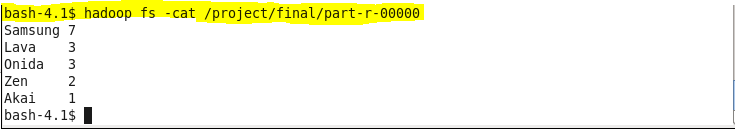 bash-4.1$ hadoop fs -cat /project/final/part-r-00000
Samsung 7
Lava    3
Onida   3
Zen     2
Akai    1
bash-4.1$